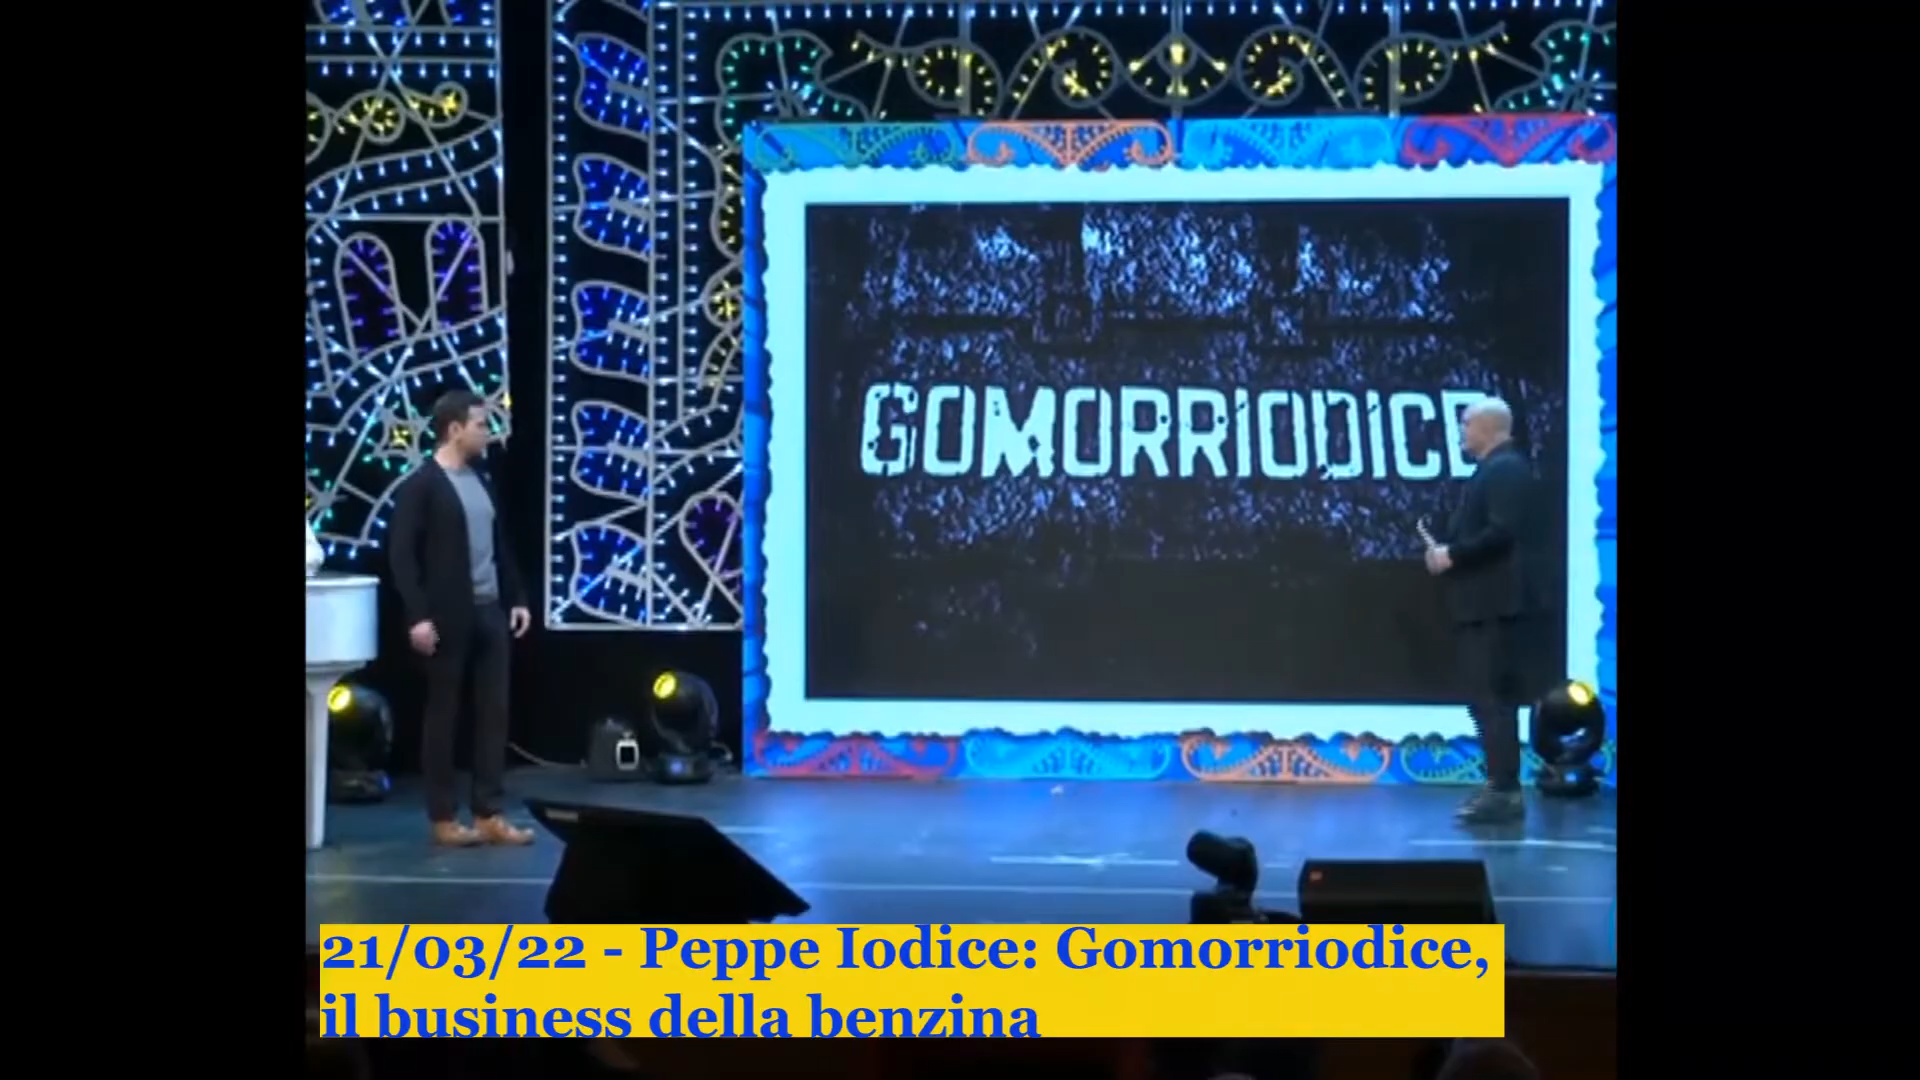 GOMORRIODICE
21/03/22 - Peppe Iodice: Gomorriodice,
il business della benzina